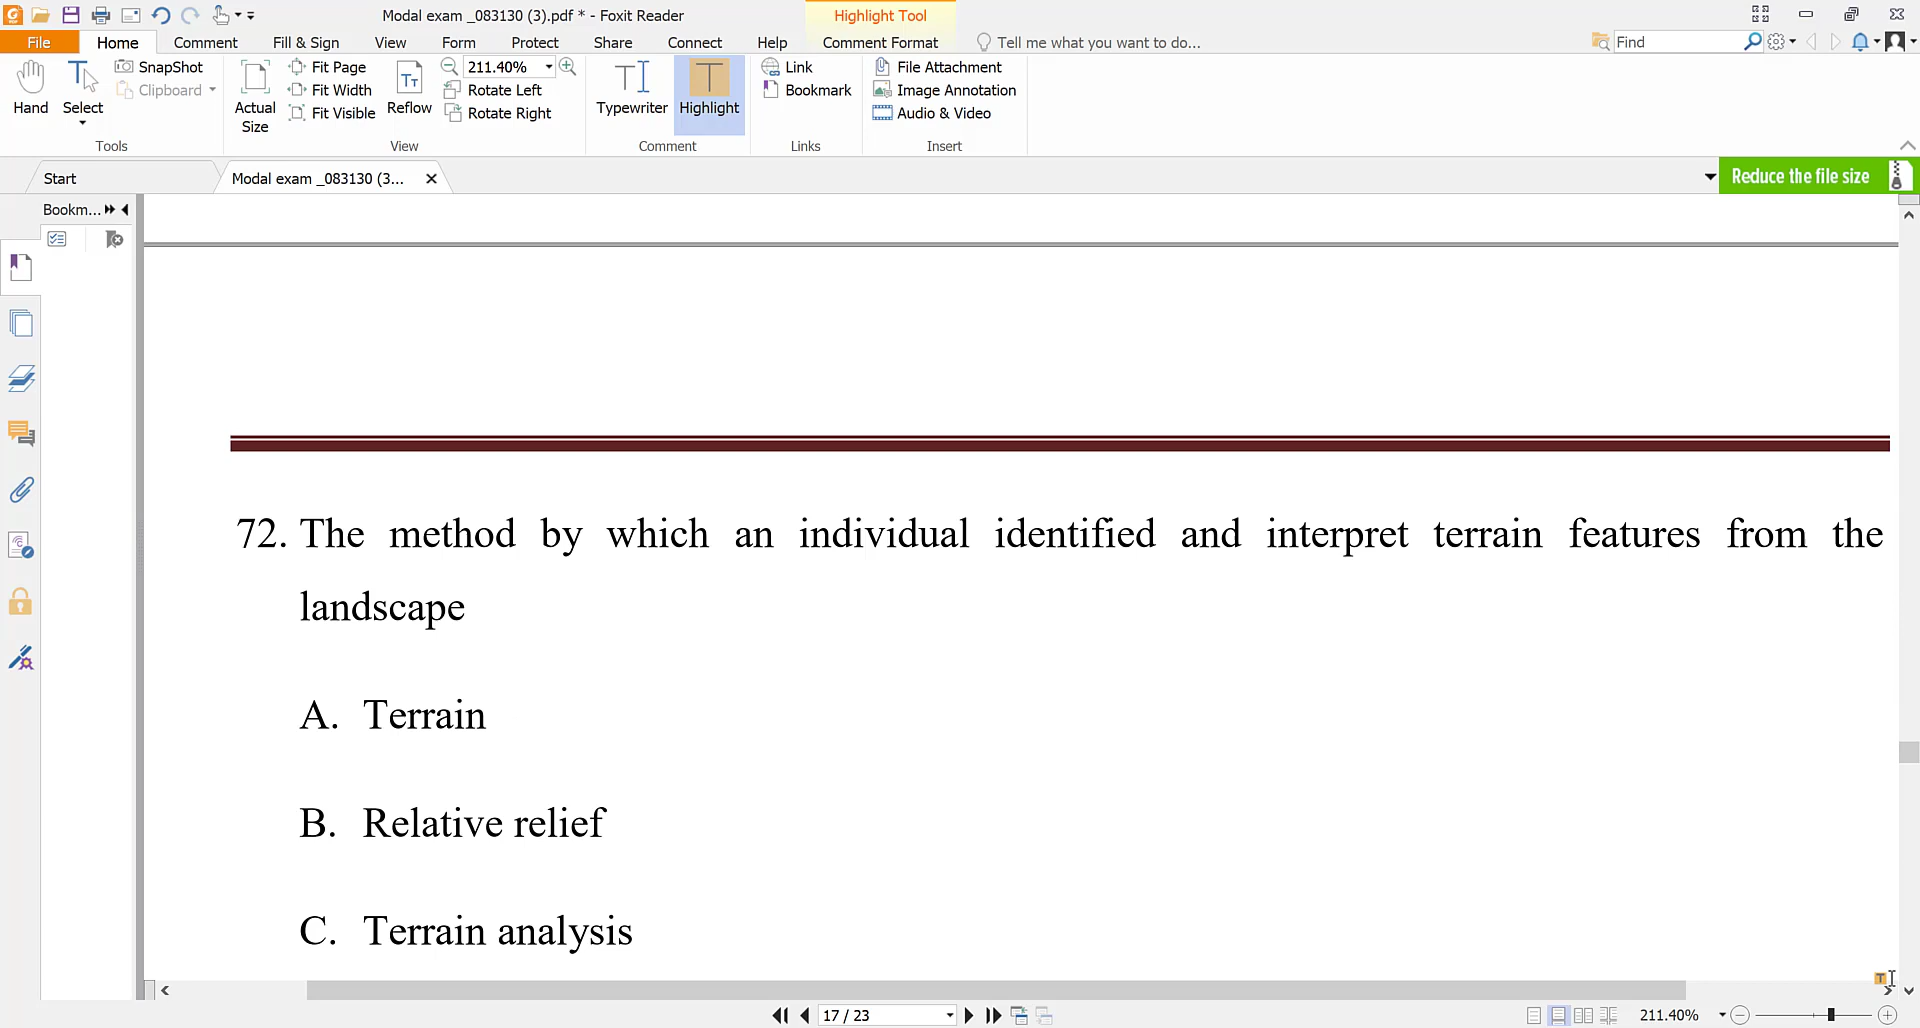 Modal exam _083130 (3).pdf * - Foxit Reader
Highlight Tool
File Home Comment Fill & Sign View Form Protect Share Connect Help Comment Format Tell me what you want to do... Find
Hand
Select
SnapShot
Clipboard
Tools
Actual Size
Fit Page
Fit Width
Fit Visible
Reflow
211.40%
Rotate Left
Rotate Right
View
Typewriter
Highlight
Comment
Link
Bookmark
Links
File Attachment
Image Annotation
Audio & Video
Insert
Start
Modal exam _083130 (3...
Reduce the file size
Bookm...
72. The method by which an individual identified and interpret terrain features from the
landscape
A. Terrain
B. Relative relief
C. Terrain analysis
17 / 23
211.40%